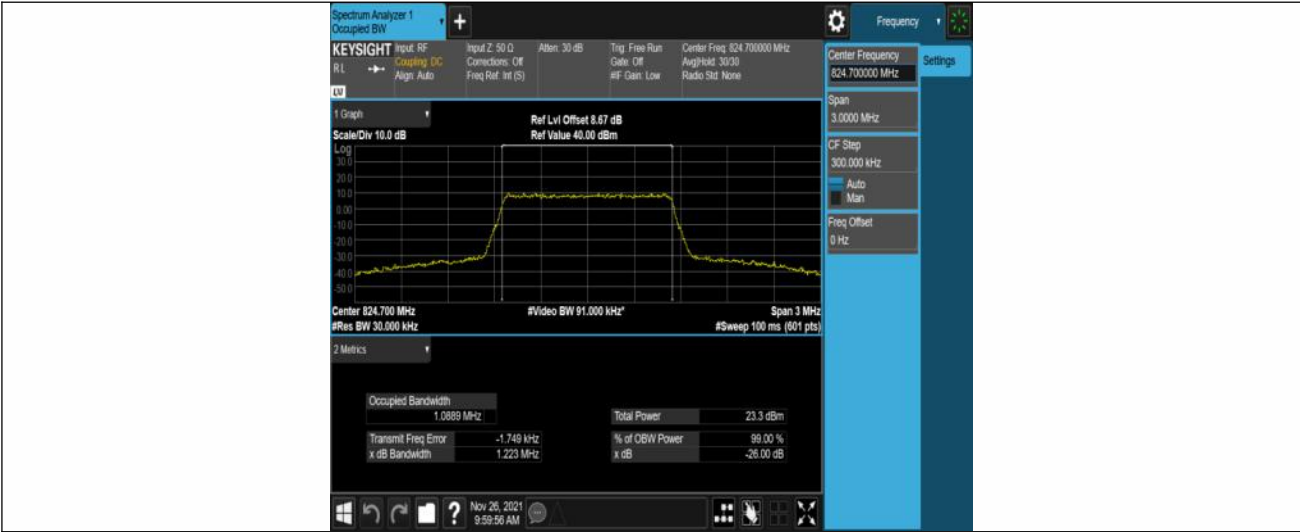 Spectrum Analyzer 1
Occupied BW
Frequency
KEYSIGHT
Input: RF
Input Z: 50 Ω
Atten: 30 dB
Trig: Free Run
Center Freq: 824.700000 MHz
RL
Coupling: DC
Corrections: Off
Gate: Off
Avg|Hold: 30/30
Align: Auto
Freq Ref: Int (S)
#IF Gain: Low
Radio Std: None
Center Frequency
824.700000 MHz
Settings
Span
3.0000 MHz
CF Step
300.000 kHz
Auto
Man
Freq Offset
0 Hz
1 Graph
Ref Lvl Offset 8.67 dB
Scale/Div 10.0 dB
Ref Value 40.00 dBm
Log
30.0
20.0
10.0
0.00
-10.0
-20.0
-30.0
-40.0
-50.0
Center 824.700 MHz
#Video BW 91.000 kHz*
Span 3 MHz
#Res BW 30.000 kHz
#Sweep 100 ms (601 pts)
2 Metrics
Occupied Bandwidth
1.0889 MHz
Total Power
23.3 dBm
Transmit Freq Error
-1.749 kHz
% of OBW Power
99.00 %
x dB Bandwidth
1.223 MHz
x dB
-26.00 dB
Nov 26, 2021
9:59:56 AM